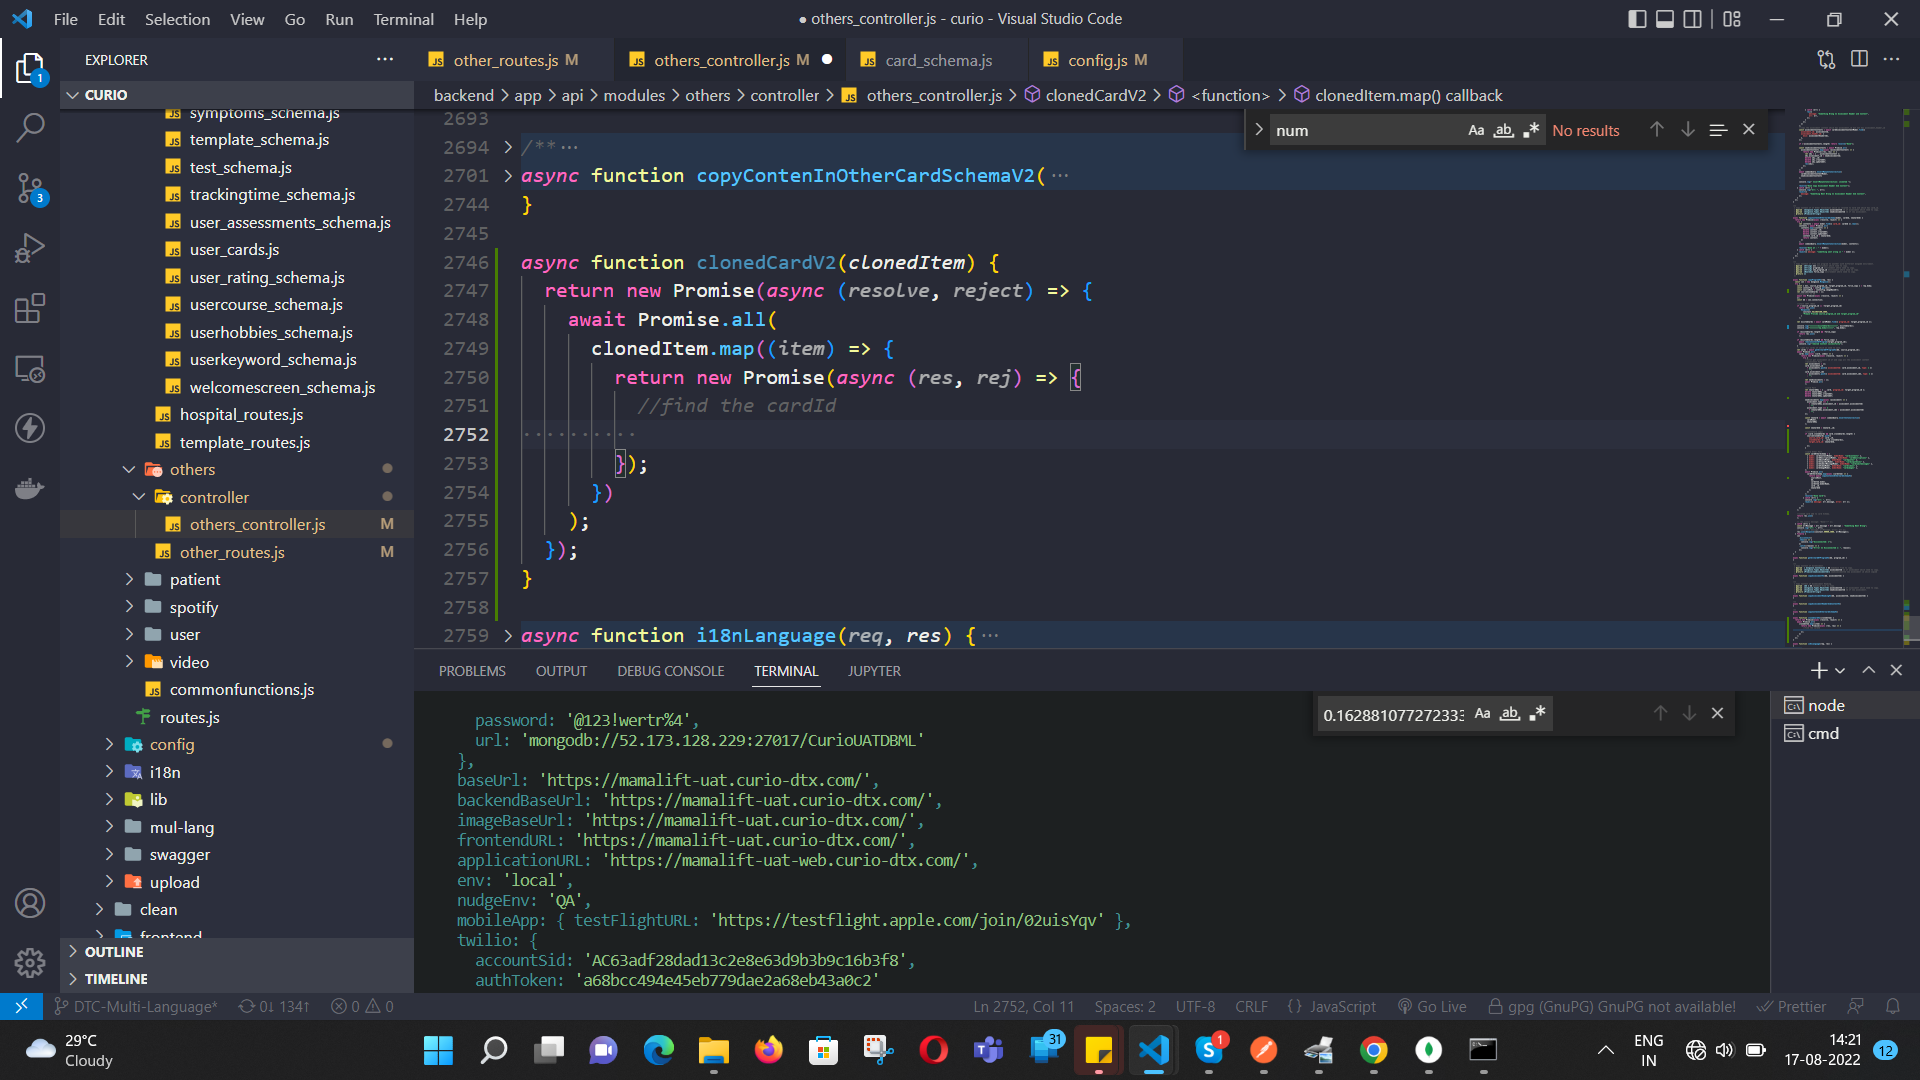 File Edit Selection View Go Run Terminal Help
● others_controller.js - curio - Visual Studio Code
EXPLORER
CURIO
symptoms_schema.js
template_schema.js
test_schema.js
trackingtime_schema.js
user_assessments_schema.js
user_cards.js
user_rating_schema.js
usercourse_schema.js
userhobbies_schema.js
userkeyword_schema.js
welcomescreen_schema.js
hospital_routes.js
template_routes.js
others
controller
others_controller.js M
other_routes.js M
patient
spotify
user
video
commonfunctions.js
routes.js
config
i18n
lib
mul-lang
swagger
upload
clean
frontend
OUTLINE
TIMELINE
other_routes.js M
others_controller.js M
card_schema.js
config.js M
backend > app > api > modules > others > controller > others_controller.js > clonedCardV2 > <function> > clonedItem.map() callback
num
Aa ab No results
2693
2694 /**···
2701 async function copyContenInOtherCardSchemaV2(···
2744 }
2745
2746 async function clonedCardV2(clonedItem) {
2747 return new Promise(async (resolve, reject) => {
2748 await Promise.all(
2749 clonedItem.map((item) => {
2750 return new Promise(async (res, rej) => {
2751 //find the cardId
2752
2753 });
2754 })
2755 );
2756 });
2757 }
2758
2759 async function i18nLanguage(req, res) {···
PROBLEMS OUTPUT DEBUG CONSOLE TERMINAL JUPYTER
0.162881077272333 Aa ab
node
cmd
password: '@123!wertr%4',
url: 'mongodb://52.173.128.229:27017/CurioUATDBML'
},
baseUrl: 'https://mamalift-uat.curio-dtx.com/',
backendBaseUrl: 'https://mamalift-uat.curio-dtx.com/',
imageBaseUrl: 'https://mamalift-uat.curio-dtx.com/',
frontendURL: 'https://mamalift-uat.curio-dtx.com/',
applicationURL: 'https://mamalift-uat-web.curio-dtx.com/',
env: 'local',
nudgeEnv: 'QA',
mobileApp: { testFlightURL: 'https://testflight.apple.com/join/02uisYqv' },
twilio: {
accountSid: 'AC63adf28dad13c2e8e63d9b3b9c16b3f8',
authToken: 'a68bcc494e45eb779dae2a68eb43a0c2'
1
3
DTC-Multi-Language* 0↓ 134↑ 0 0
Ln 2752, Col 11 Spaces: 2 UTF-8 CRLF {} JavaScript Go Live gpg (GnuPG) GnuPG not available! Prettier
29°C
Cloudy
31
1
ENG
IN
14:21
17-08-2022
12